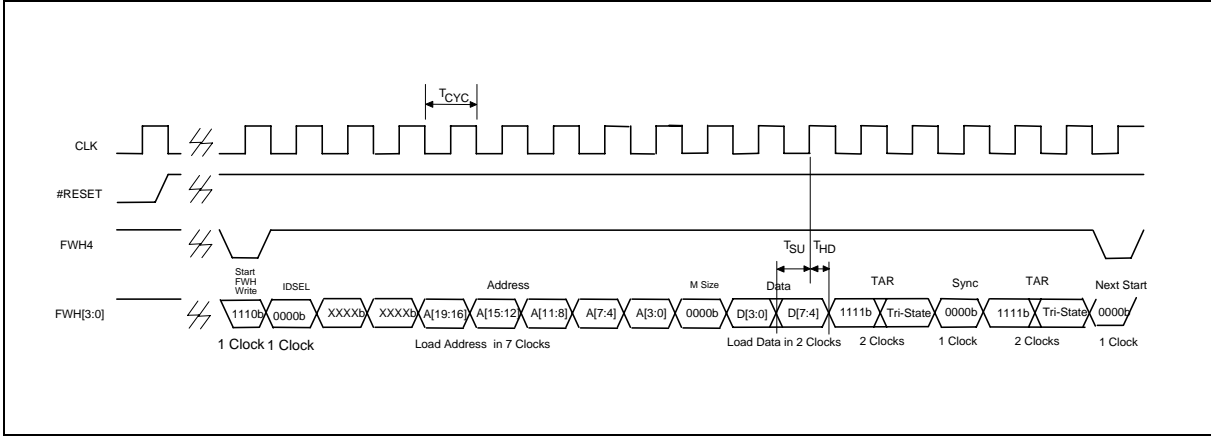 TCYC
CLK
#RESET
FWH4
TSU THD
Start FWH Write
IDSEL
Address
M Size
Data
TAR
Sync
TAR
Next Start
FWH[3:0]
1110b 0000b XXXXb XXXXb A[19:16] A[15:12] A[11:8] A[7:4] A[3:0] 0000b D[3:0] D[7:4] 1111b Tri-State 0000b 1111b Tri-State 0000b
1 Clock 1 Clock Load Address in 7 Clocks Load Data in 2 Clocks 2 Clocks 1 Clock 2 Clocks 1 Clock